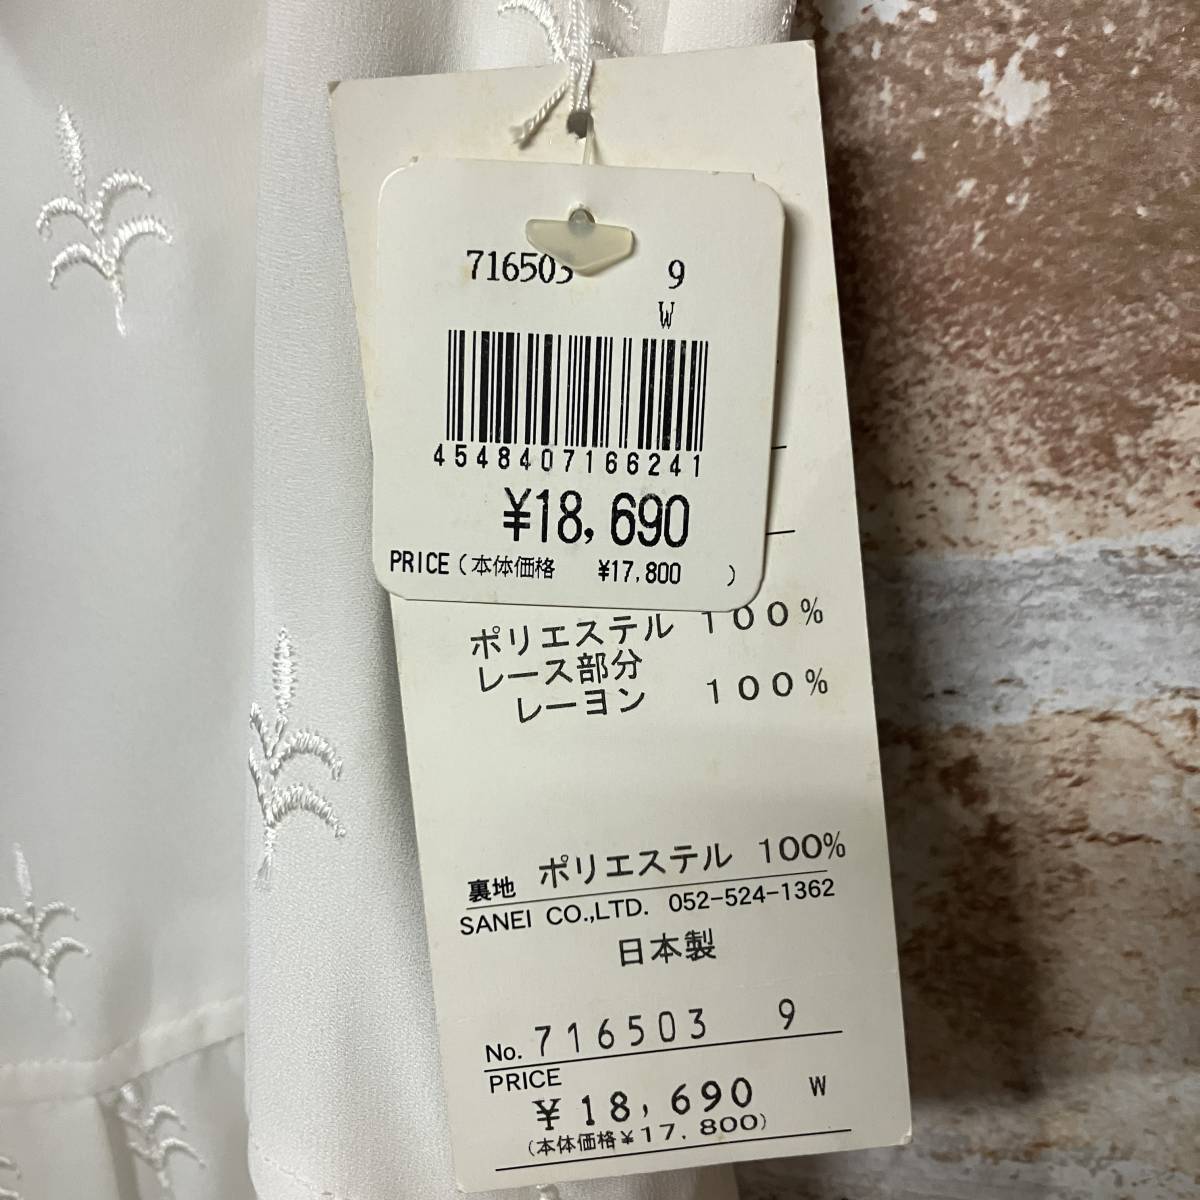 716503 9
W
4548407166241
¥18,690
PRICE(本体価格 ¥17,800 )
ポリエステル 100%
レース部分
レーヨン 100%
裏地 ポリエステル 100%
SANEI CO.,LTD. 052-524-1362
日本製
No. 716503 9
PRICE
¥18,690 W
(本体価格¥17.800)